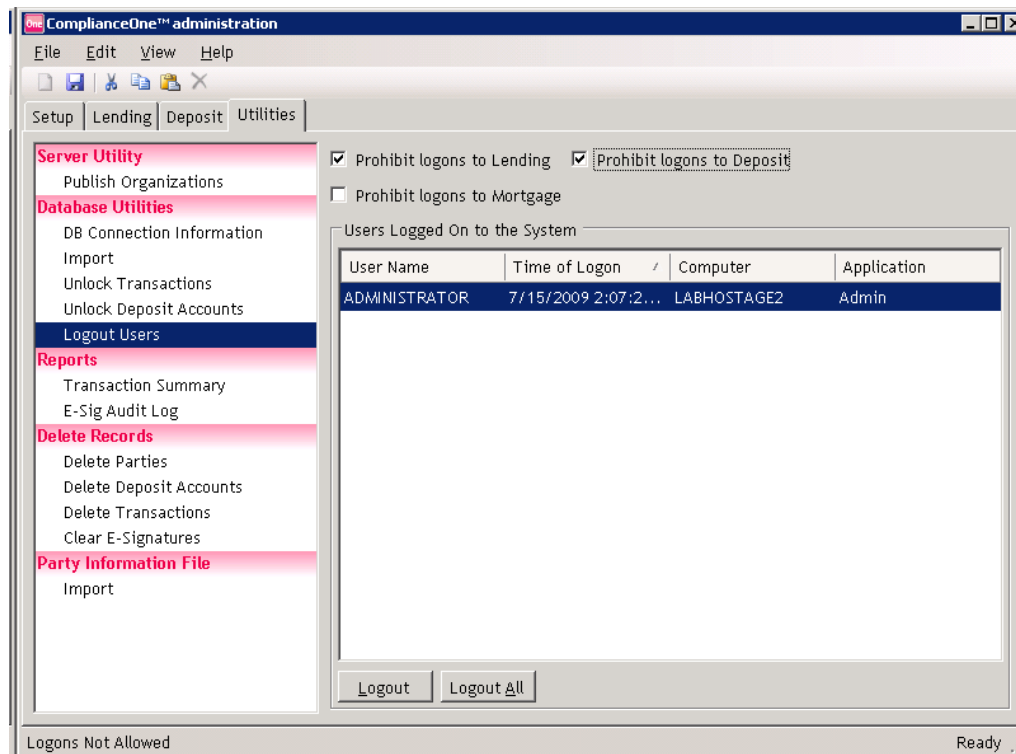 One ComplianceOne™ administration
File Edit View Help
Setup Lending Deposit Utilities
Server Utility
Publish Organizations
Database Utilities
DB Connection Information
Import
Unlock Transactions
Unlock Deposit Accounts
Logout Users
Reports
Transaction Summary
E-Sig Audit Log
Delete Records
Delete Parties
Delete Deposit Accounts
Delete Transactions
Clear E-Signatures
Party Information File
Import
Prohibit logons to Lending Prohibit logons to Deposit
Prohibit logons to Mortgage
Users Logged On to the System
User Name Time of Logon Computer Application
ADMINISTRATOR 7/15/2009 2:07:2... LABHOSTAGE2 Admin
Logout Logout All
Logons Not Allowed Ready